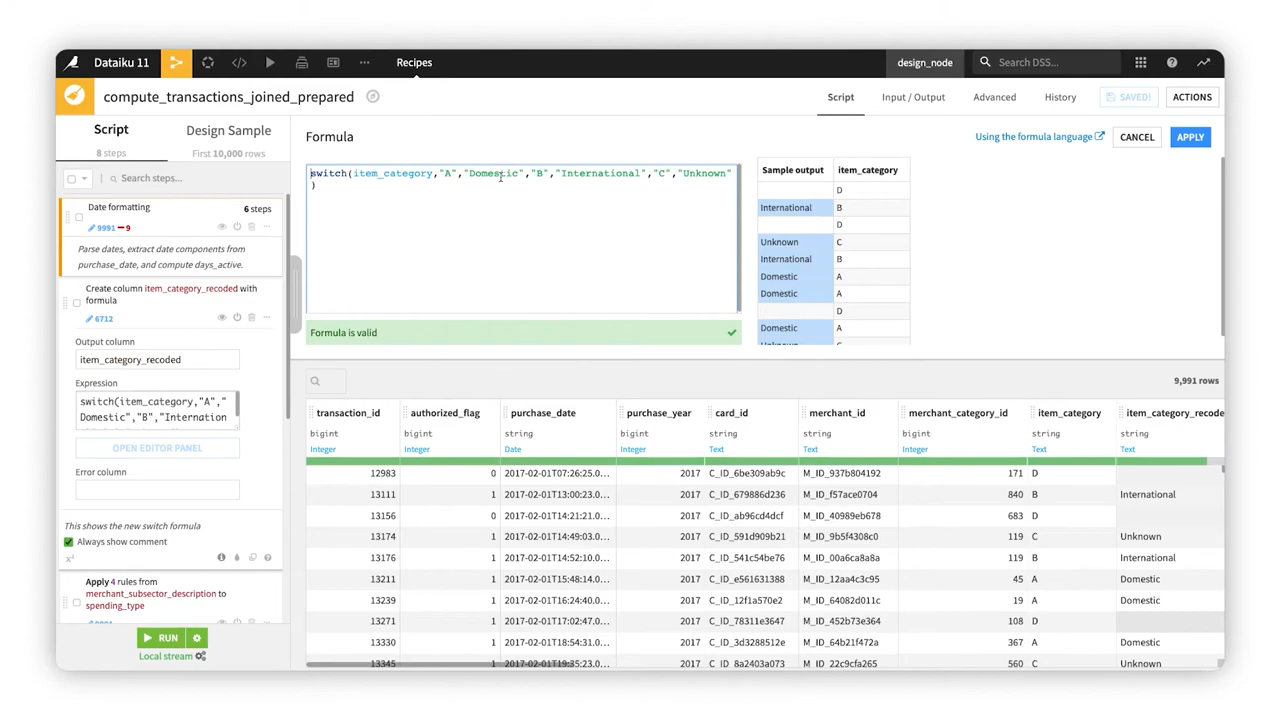 Dataiku 11
Recipes
design_node
Search DSS...
compute_transactions_joined_prepared
Script
Input / Output
Advanced
History
SAVED!
ACTIONS
Script
8 steps
Design Sample
First 10,000 rows
Search steps...
Date formatting
6 steps
9991 9
Parse dates, extract date components from
purchase_date, and compute days_active.
Create column item_category_recoded with
formula
6712
Output column
item_category_recoded
Expression
switch(item_category,"A","
Domestic","B","Internation
OPEN EDITOR PANEL
Error column
This shows the new switch formula
Always show comment
Apply 4 rules from
merchant_subsector_description to
spending_type
RUN
Local stream
Formula
Using the formula language
CANCEL
APPLY
switch(item_category,"A","Domestic","B","International","C","Unknown"
)
Formula is valid
Sample output item_category
D
International B
D
Unknown C
International B
Domestic A
Domestic A
D
Domestic A
Unknown C
9,991 rows
transaction_id authorized_flag purchase_date purchase_year card_id merchant_id merchant_category_id item_category item_category_recode
bigint bigint string bigint string string bigint string string
Integer Integer Date Integer Text Text Integer Text Text
12983 0 2017-02-01T07:26:25.0... 2017 C_ID_6be309ab9c M_ID_937b804192 171 D
13111 1 2017-02-01T13:00:23.0... 2017 C_ID_679886d236 M_ID_f57ace0704 840 B International
13156 0 2017-02-01T14:21:21.0... 2017 C_ID_ab96cd4dcf M_ID_40989eb678 683 D
13174 1 2017-02-01T14:49:03.0... 2017 C_ID_591d909b21 M_ID_9b5f4308c0 119 C Unknown
13176 1 2017-02-01T14:52:10.0... 2017 C_ID_541c54be76 M_ID_00a6ca8a8a 119 B International
13211 1 2017-02-01T15:48:14.0... 2017 C_ID_e561631388 M_ID_12aa4c3c95 45 A Domestic
13239 1 2017-02-01T16:24:40.0... 2017 C_ID_12f1a570e2 M_ID_64082d011c 19 A Domestic
13271 1 2017-02-01T17:02:47.0... 2017 C_ID_78311e3647 M_ID_452b73e364 108 D
13330 1 2017-02-01T18:54:31.0... 2017 C_ID_3d3288512e M_ID_64b21f472a 367 A Domestic
13345 1 2017-02-01T19:35:23.0... 2017 C_ID_8a2403a073 M_ID_22c9cfa265 560 C Unknown